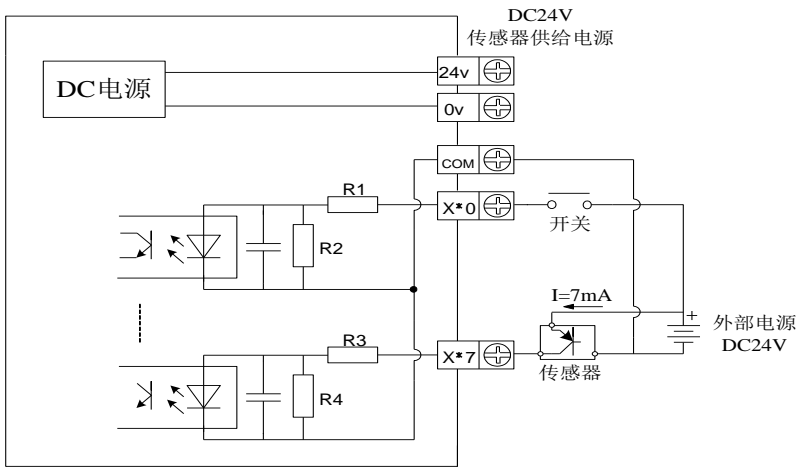 DC24V
传感器供给电源
DC电源
24v
0v
COM
R1
X*0
开关
R2
I=7mA
+
外部电源
DC24V
R3
X*7
传感器
R4